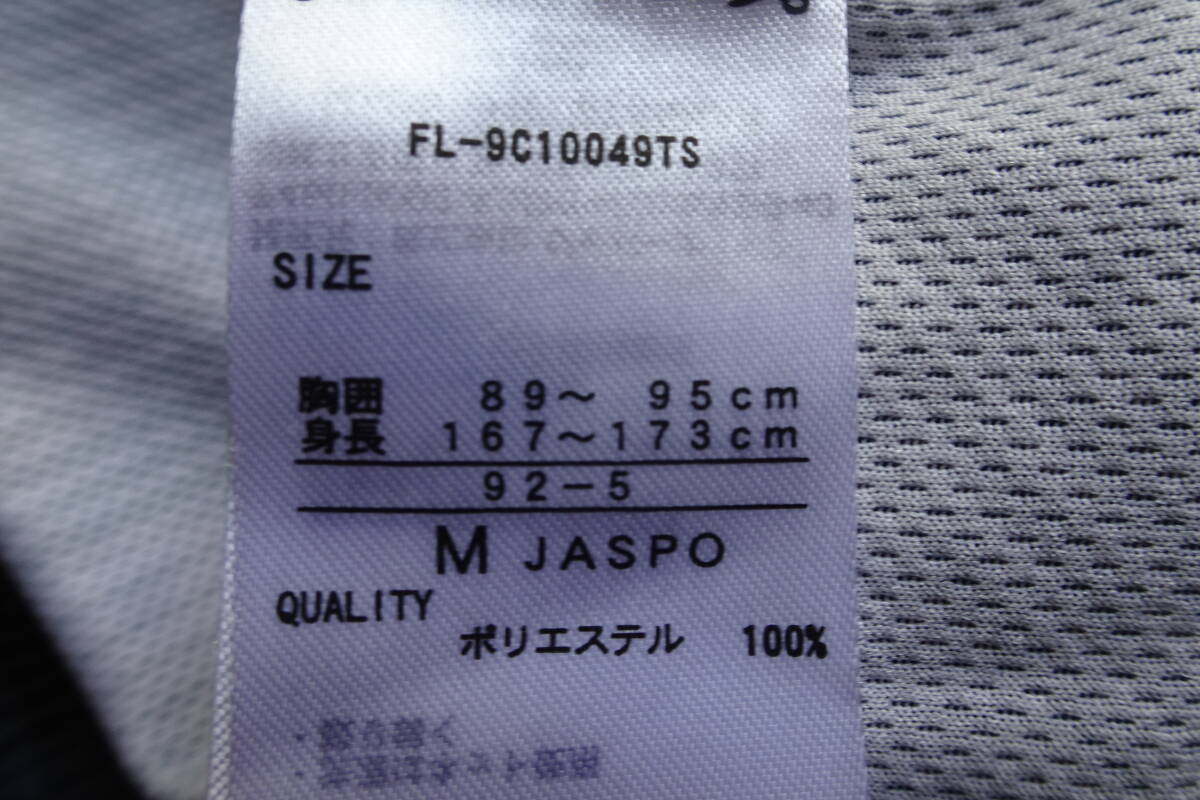 FL-9C10049TS
SIZE
胸囲 89～ 95cm
身長 167～173cm
92－5
M JASPO
QUALITY
ポリエステル 100%